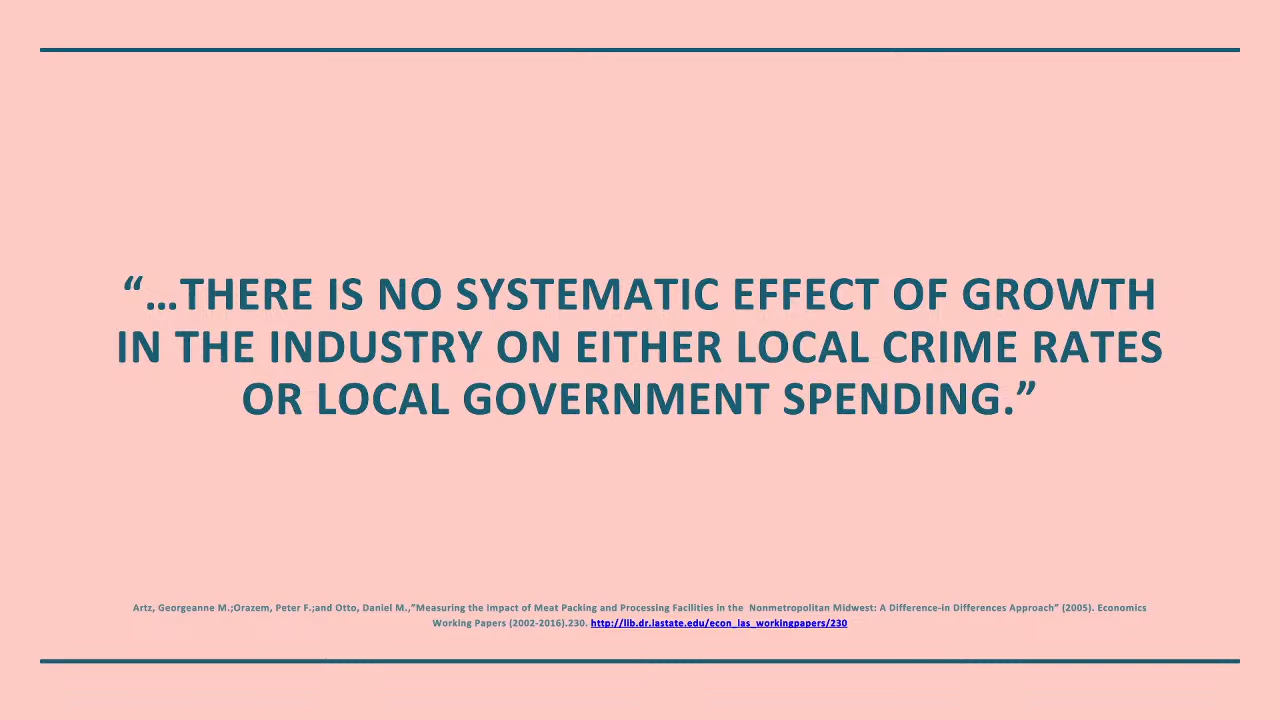 “...THERE IS NO SYSTEMATIC EFFECT OF GROWTH
IN THE INDUSTRY ON EITHER LOCAL CRIME RATES
OR LOCAL GOVERNMENT SPENDING.”
Artz, Georgeanne M.;Orazem, Peter F.;and Otto, Daniel M.,”Measuring the Impact of Meat Packing and Processing Facilities in the Nonmetropolitan Midwest: A Difference-in Differences Approach” (2005). Economics
Working Papers (2002-2016).230. http://lib.dr.iastate.edu/econ_las_workingpapers/230